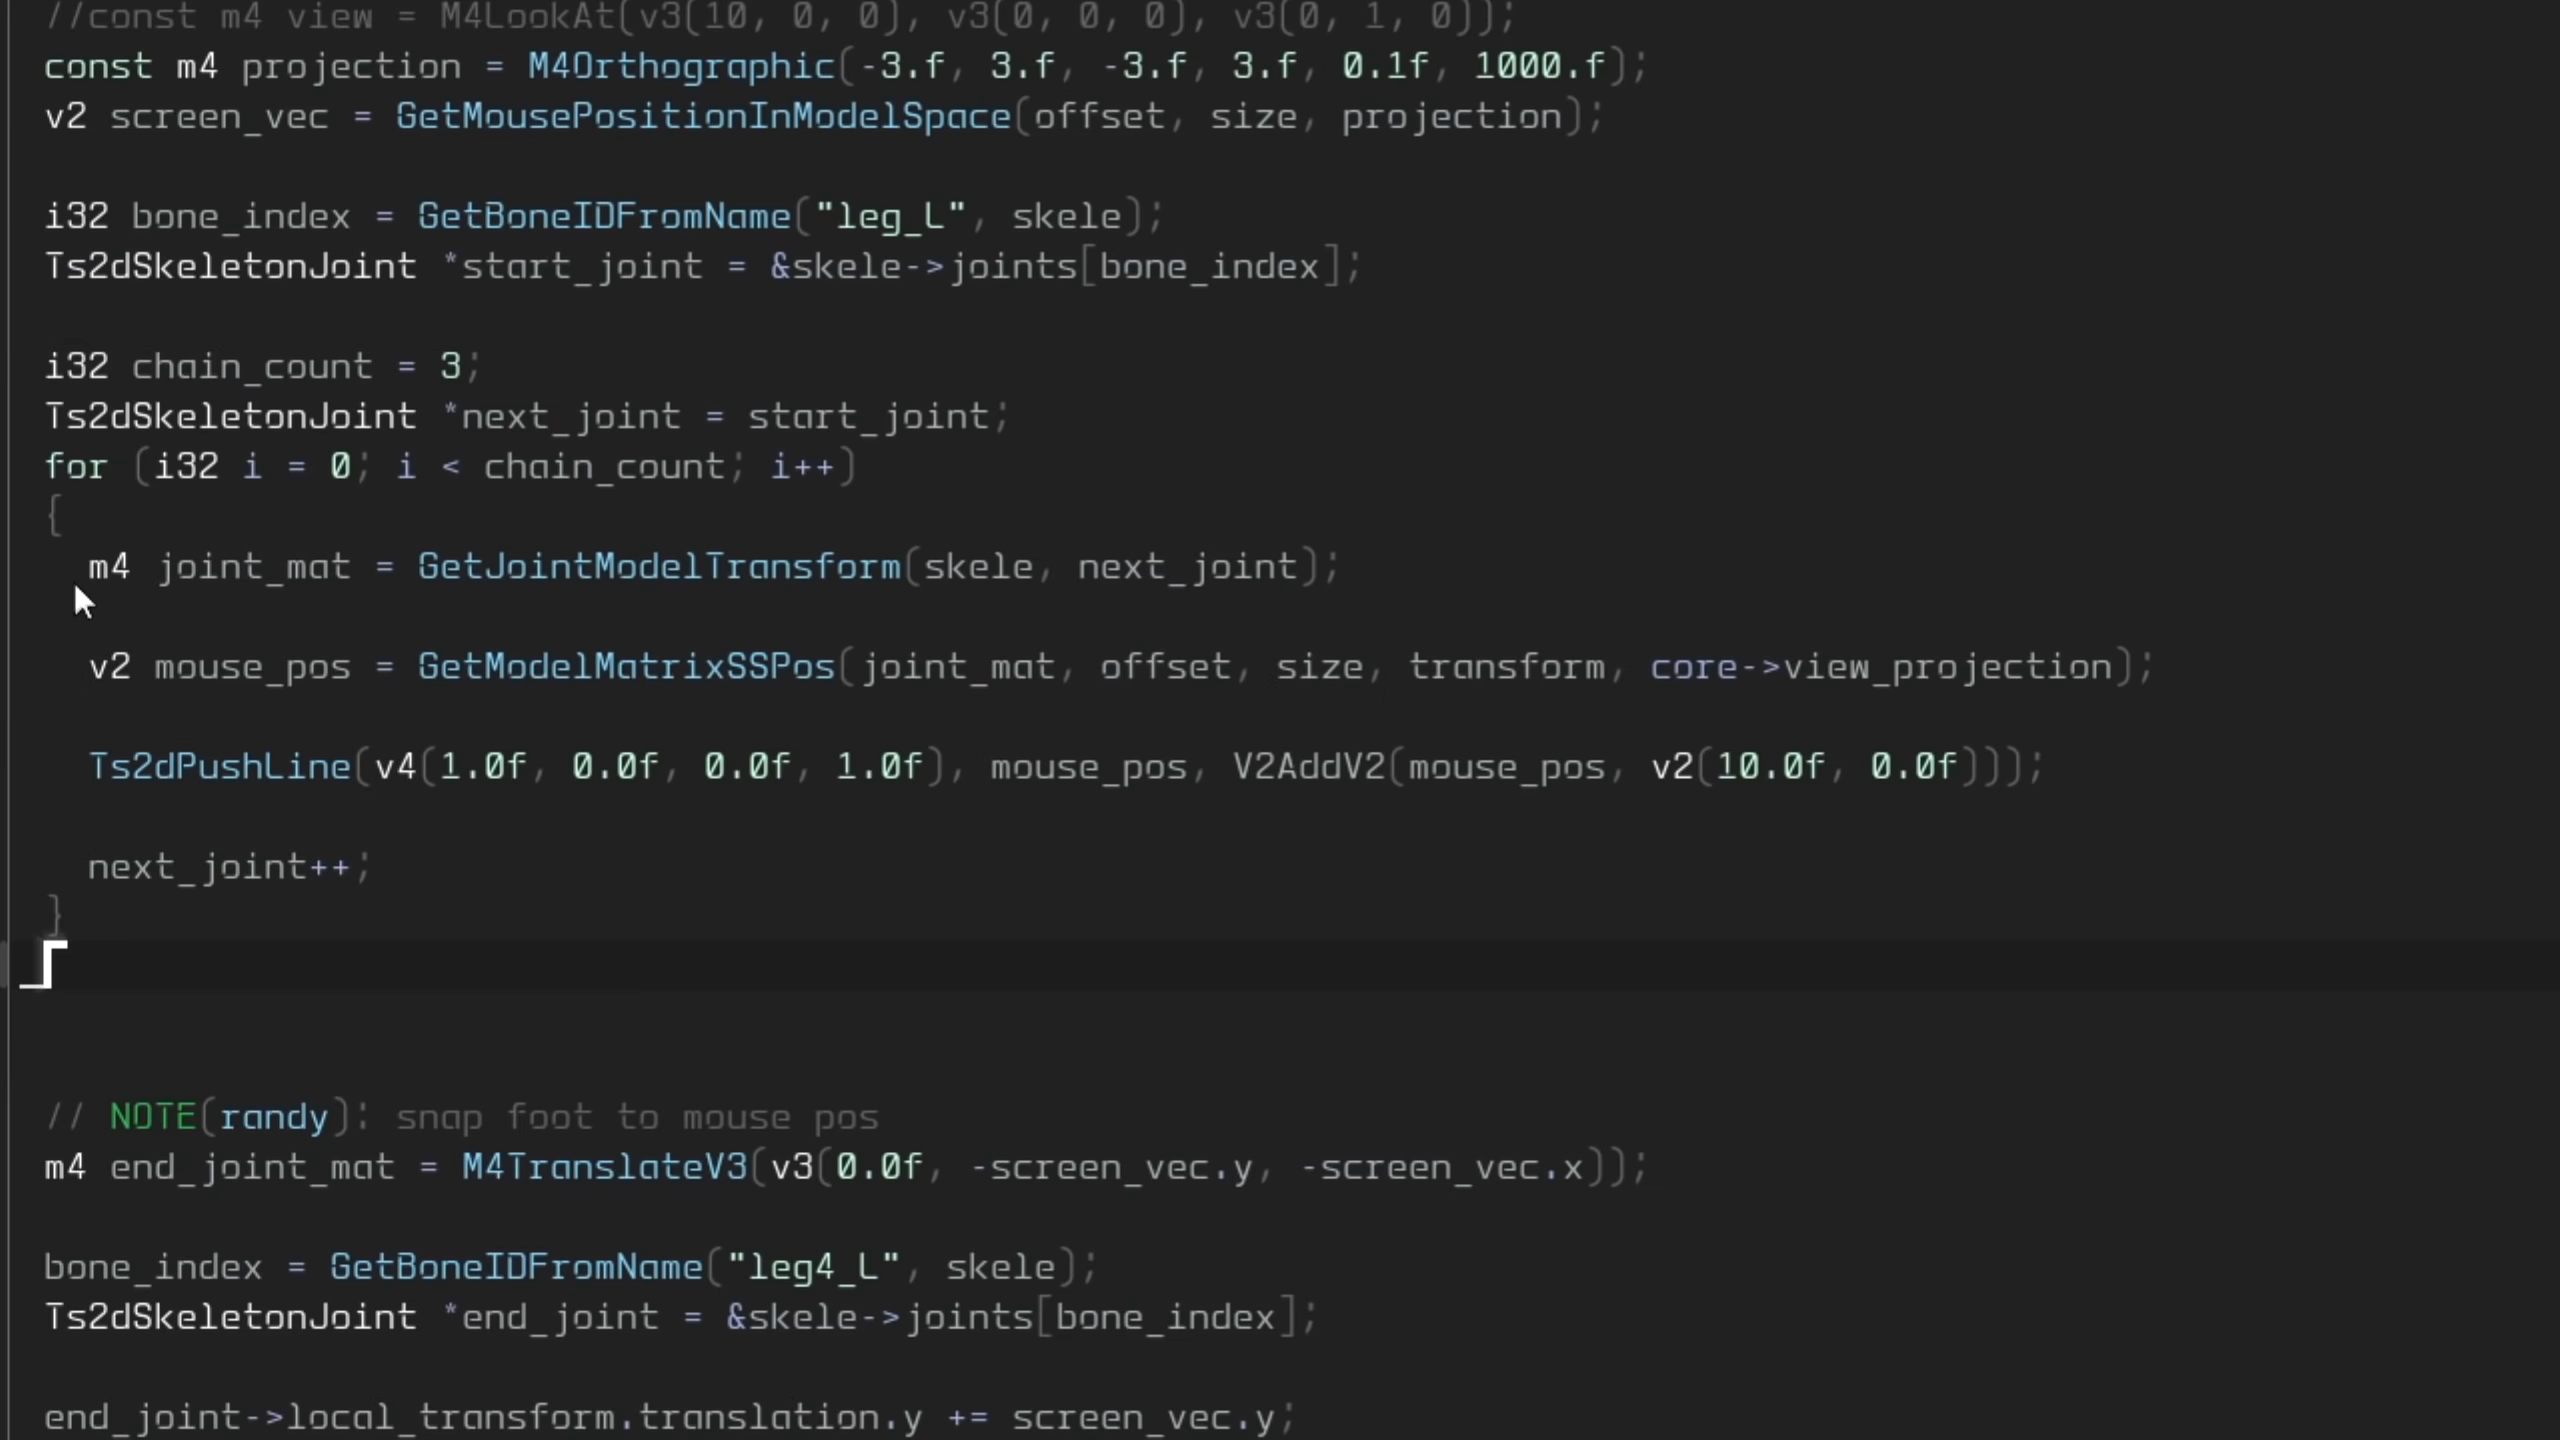 //const m4 view = M4LookAt(v3(10, 0, 0), v3(0, 0, 0), v3(0, 1, 0));
const m4 projection = M4Orthographic(-3.f, 3.f, -3.f, 3.f, 0.1f, 1000.f);
v2 screen_vec = GetMousePositionInModelSpace(offset, size, projection);
i32 bone_index = GetBoneIDFromName("leg_L", skele);
Ts2dSkeletonJoint *start_joint = &skele->joints[bone_index];
i32 chain_count = 3;
Ts2dSkeletonJoint *next_joint = start_joint;
for (i32 i = 0; i < chain_count; i++)
{
m4 joint_mat = GetJointModelTransform(skele, next_joint);
v2 mouse_pos = GetModelMatrixSSPos(joint_mat, offset, size, transform, core->view_projection);
Ts2dPushLine(v4(1.0f, 0.0f, 0.0f, 1.0f), mouse_pos, V2AddV2(mouse_pos, v2(10.0f, 0.0f)));
next_joint++;
}
// NOTE(randy): snap foot to mouse pos
m4 end_joint_mat = M4TranslateV3(v3(0.0f, -screen_vec.y, -screen_vec.x));
bone_index = GetBoneIDFromName("leg4_L", skele);
Ts2dSkeletonJoint *end_joint = &skele->joints[bone_index];
end_joint->local_transform.translation.y += screen_vec.y;